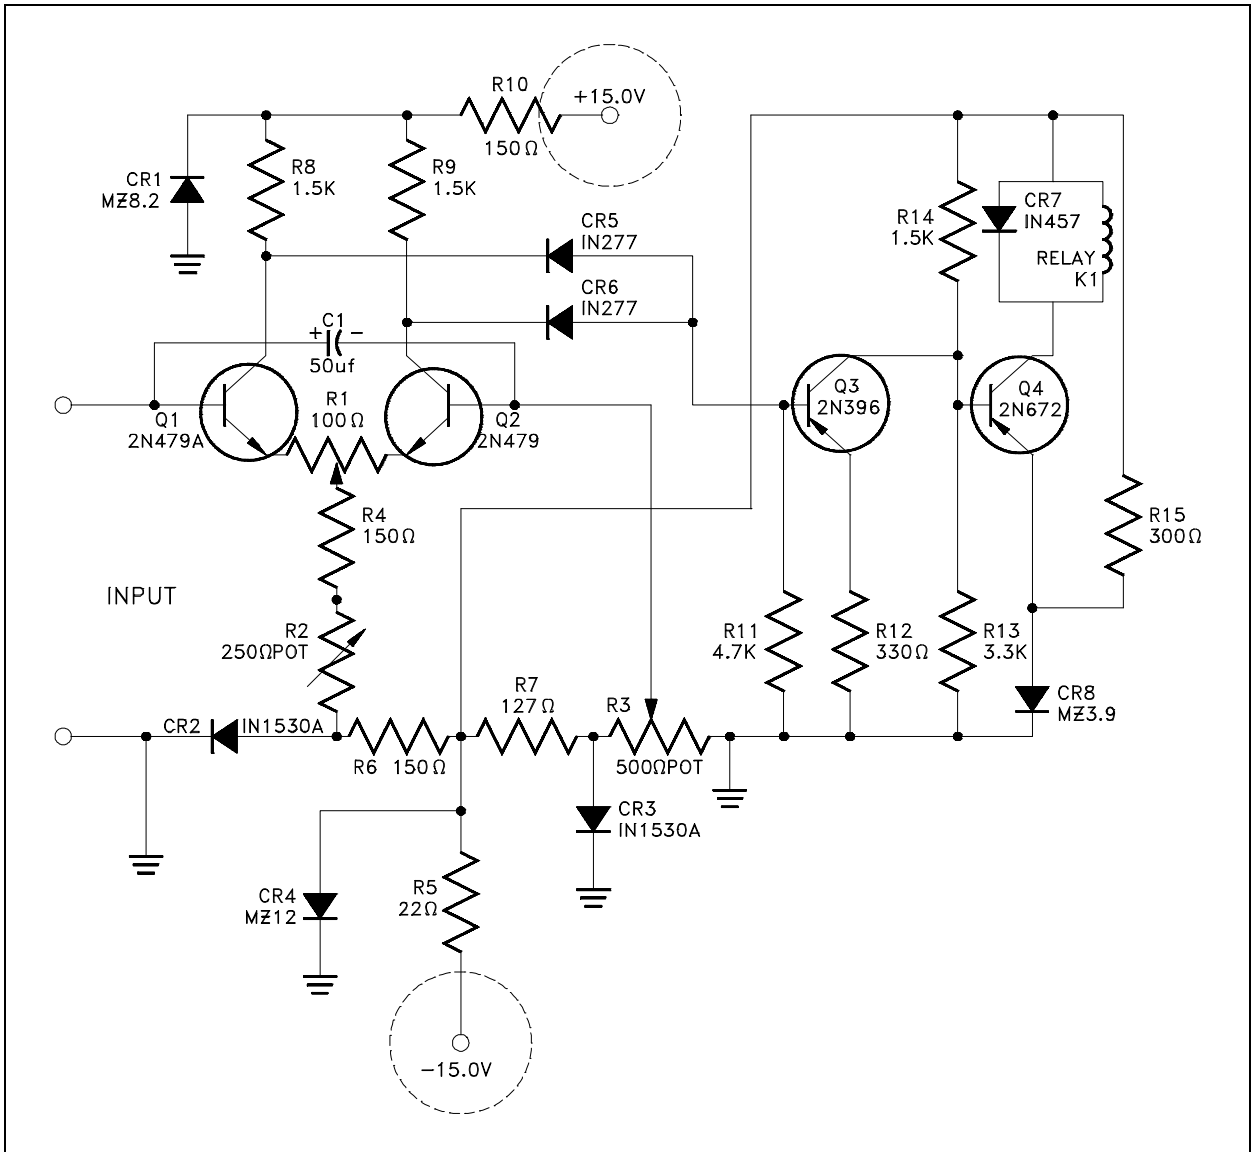 R10
+15.0V
150Ω
CR1
MZ8.2
R8
1.5K
R9
1.5K
CR5
IN277
CR6
IN277
R14
1.5K
CR7
IN457
RELAY
K1
+ C1 −
50uf
R1
100Ω
Q1
2N479A
Q2
2N479
Q3
2N396
Q4
2N672
R4
150Ω
R15
300Ω
INPUT
R2
250ΩPOT
R11
4.7K
R12
330Ω
R13
3.3K
CR2
IN1530A
R6 150Ω
R7
127Ω
R3
500ΩPOT
CR8
MZ3.9
CR3
IN1530A
CR4
MZ12
R5
22Ω
−15.0V